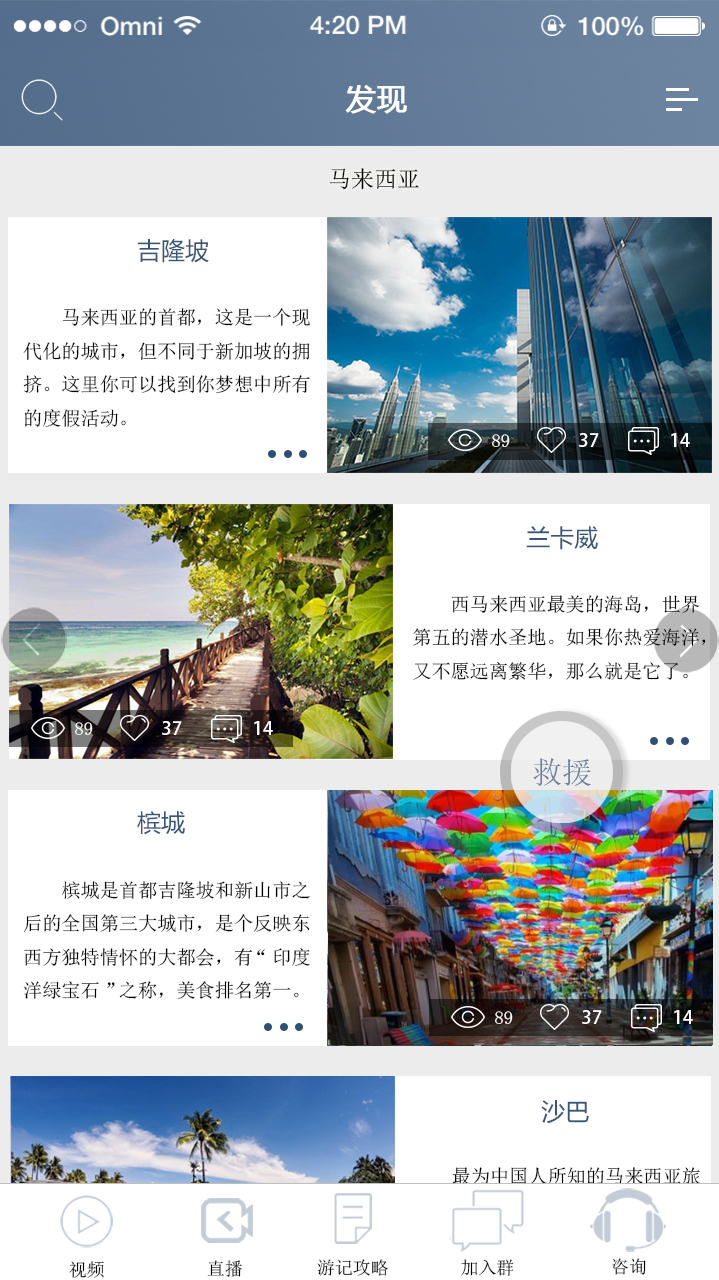 Omni 4:20 PM 100%
发现
马来西亚
吉隆坡
马来西亚的首都，这是一个现
代化的城市，但不同于新加坡的拥
挤。这里你可以找到你梦想中所有
的度假活动。
89 37 14
兰卡威
西马来西亚最美的海岛，世界
第五的潜水圣地。如果你热爱海洋，
又不愿远离繁华，那么就是它了。
89 37 14
救援
槟城
槟城是首都吉隆坡和新山市之
后的全国第三大城市，是个反映东
西方独特情怀的大都会，有“印度
洋绿宝石”之称，美食排名第一。
89 37 14
沙巴
最为中国人所知的马来西亚旅
视频 直播 游记攻略 加入群 咨询